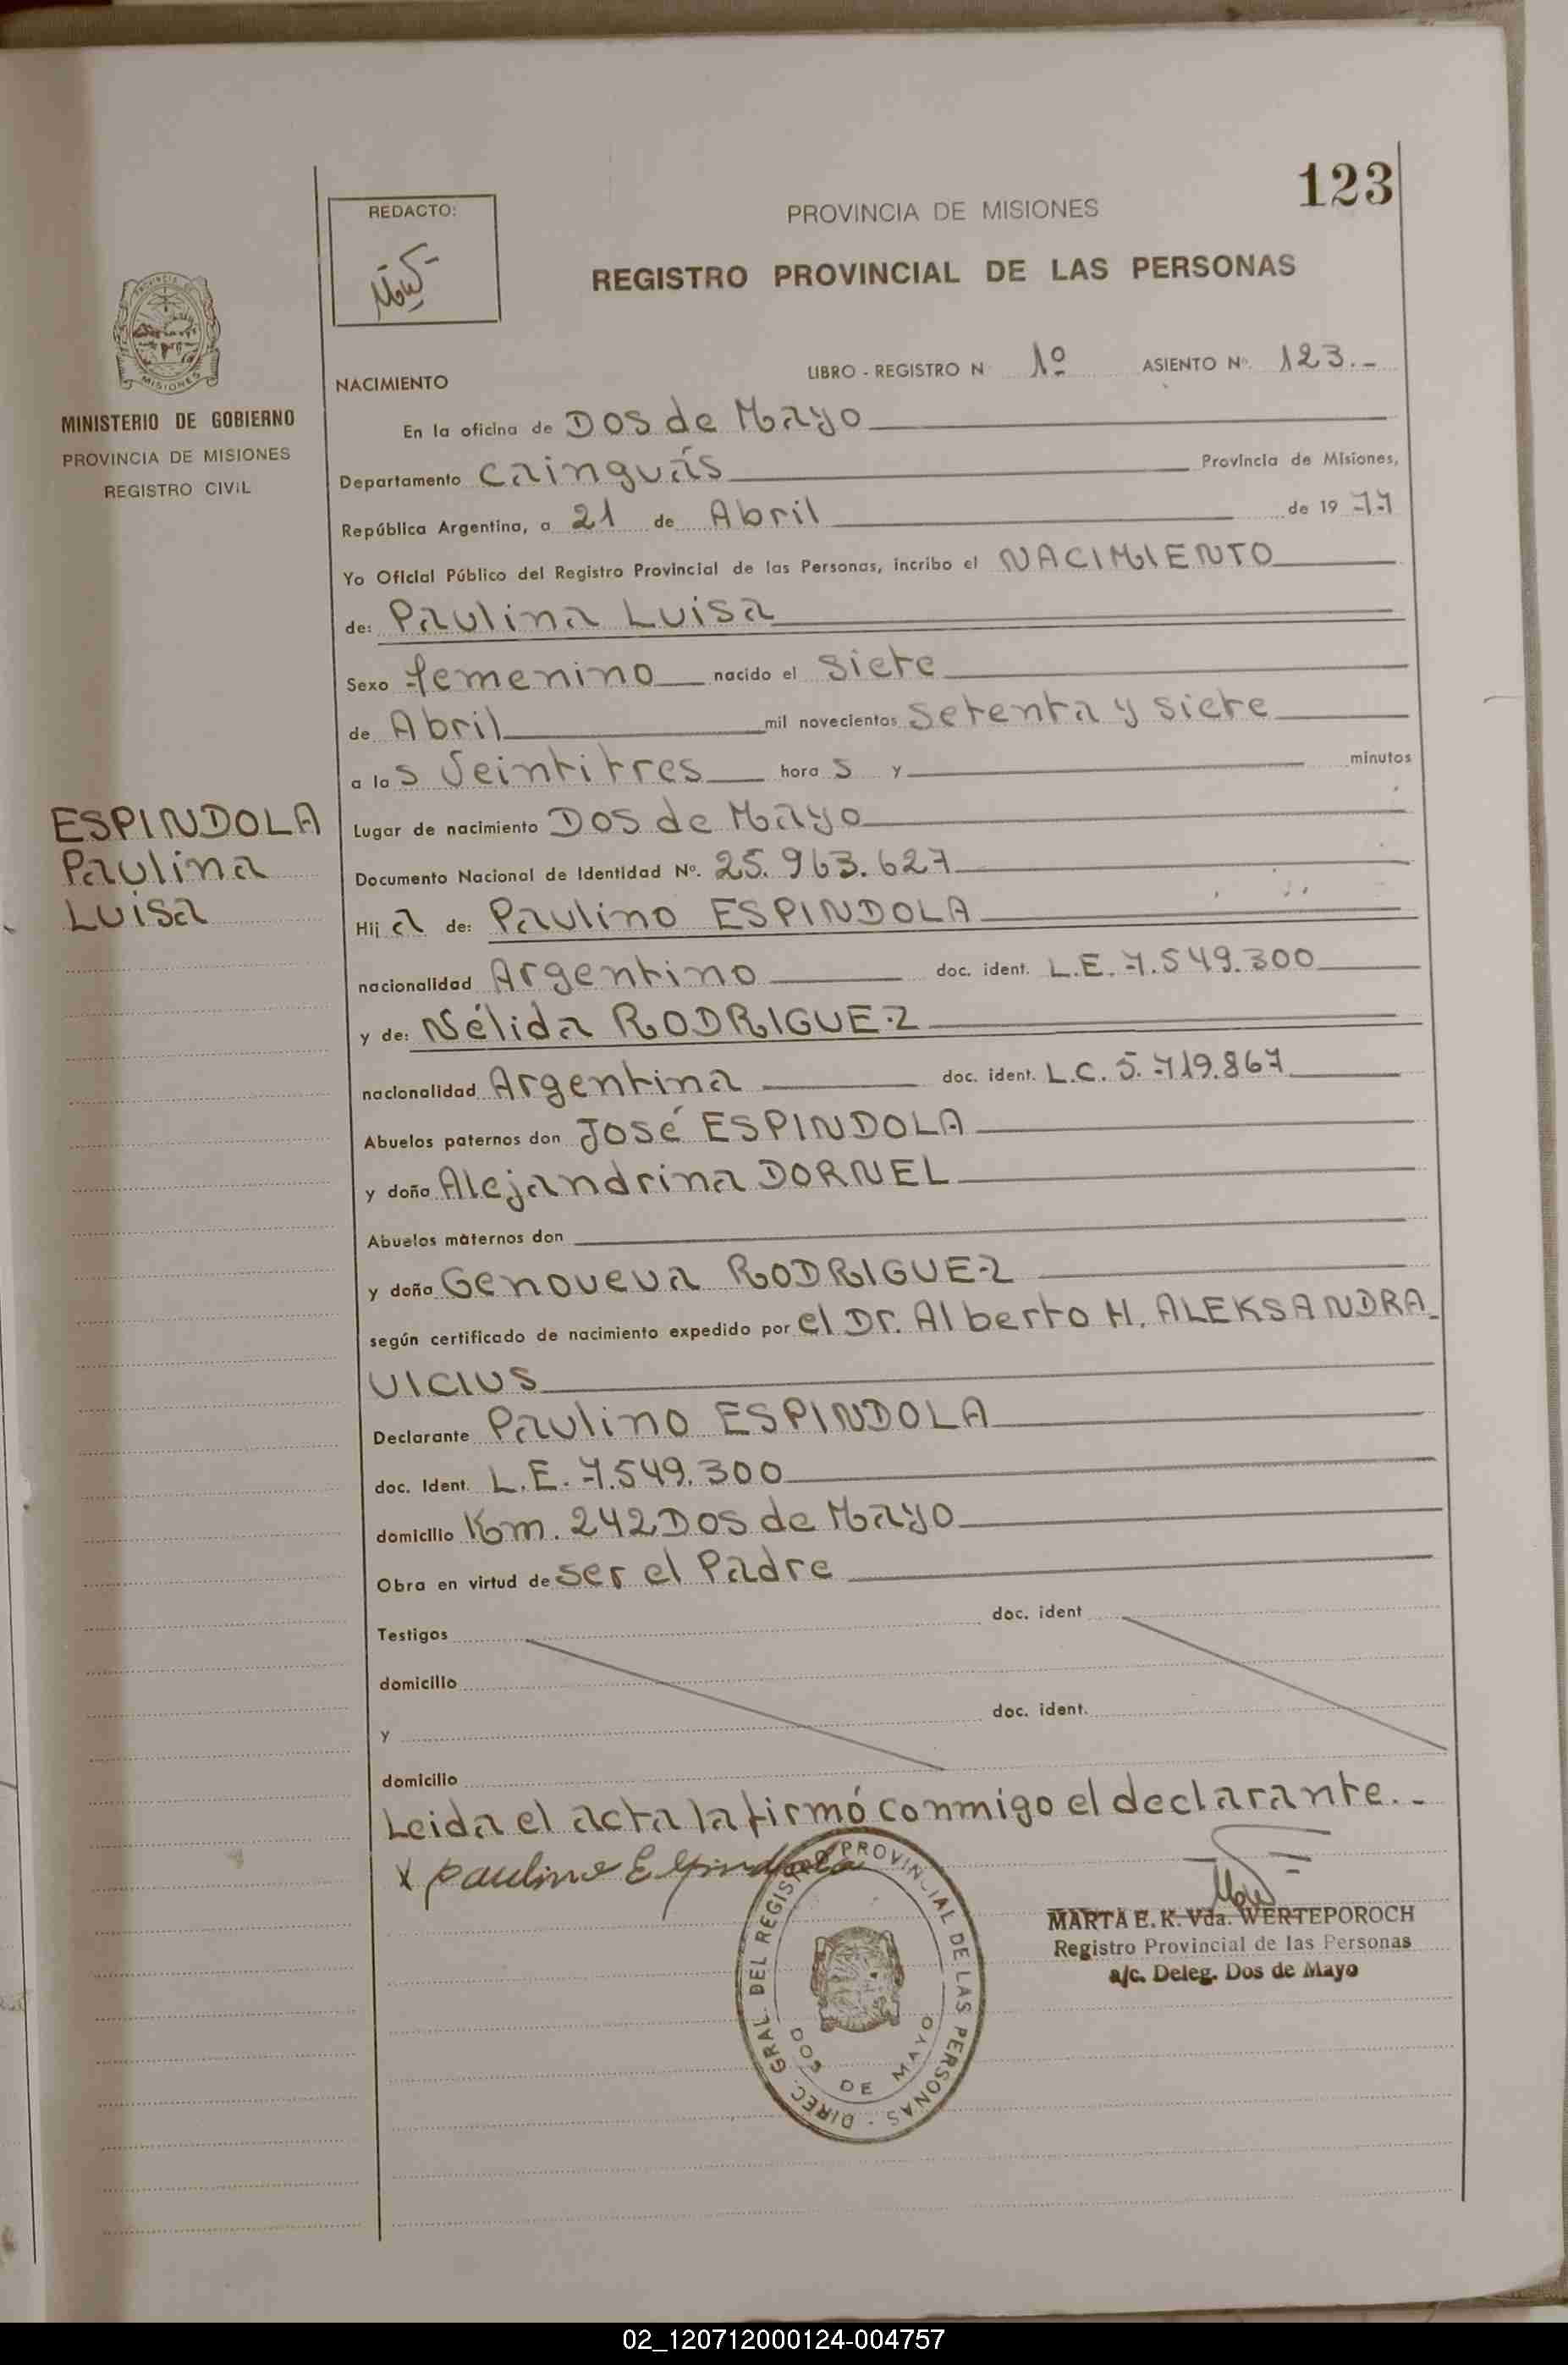 123
REDACTO:
PROVINCIA DE MISIONES
REGISTRO PROVINCIAL DE LAS PERSONAS
MISIONES
MINISTERIO DE GOBIERNO
PROVINCIA DE MISIONES
REGISTRO CIVIL
ESPINDOLA
Paulina
Luisa
NACIMIENTO
LIBRO - REGISTRO N 1º ASIENTO Nº. 123.-
En la oficina de Dos de Mayo
Departamento Cainguás Provincia de Misiones,
República Argentina, a 21 de Abril de 1977
Yo Oficial Público del Registro Provincial de las Personas, incribo el NACIMIENTO
de: Paulina Luisa
Sexo femenino nacido el Siete
de Abril mil novecientos setenta y siete
a las Veintitres horas y minutos
Lugar de nacimiento Dos de Mayo
Documento Nacional de Identidad Nº. 25.963.627
Hija de: Paulino ESPINDOLA
nacionalidad Argentino doc. ident. L.E. 7.549.300
y de: Nélida RODRIGUEZ
nacionalidad Argentina doc. ident. L.C. 5.719.867
Abuelos paternos don José ESPINDOLA
y doña Alejandrina DORNEL
Abuelos maternos don
y doña Genoveva RODRIGUEZ
según certificado de nacimiento expedido por el Dr. Alberto H. ALEKSANDRA-
VICIUS
Declarante Paulino ESPINDOLA
doc. Ident. L.E. 7.549.300
domicilio Km. 242 Dos de Mayo
Obra en virtud de ser el Padre
Testigos doc. ident
domicilio
y doc. ident.
domicilio
Leida el acta la firmó conmigo el declarante.-
x paulino Espindola
DIREC. GRAL. DEL REGISTRO PROVINCIAL DE LAS PERSONAS -
DOS DE MAYO
MARTA E. K. Vda. WERTEPOROCH
Registro Provincial de las Personas
a/c. Deleg. Dos de Mayo
02_120712000124-004757